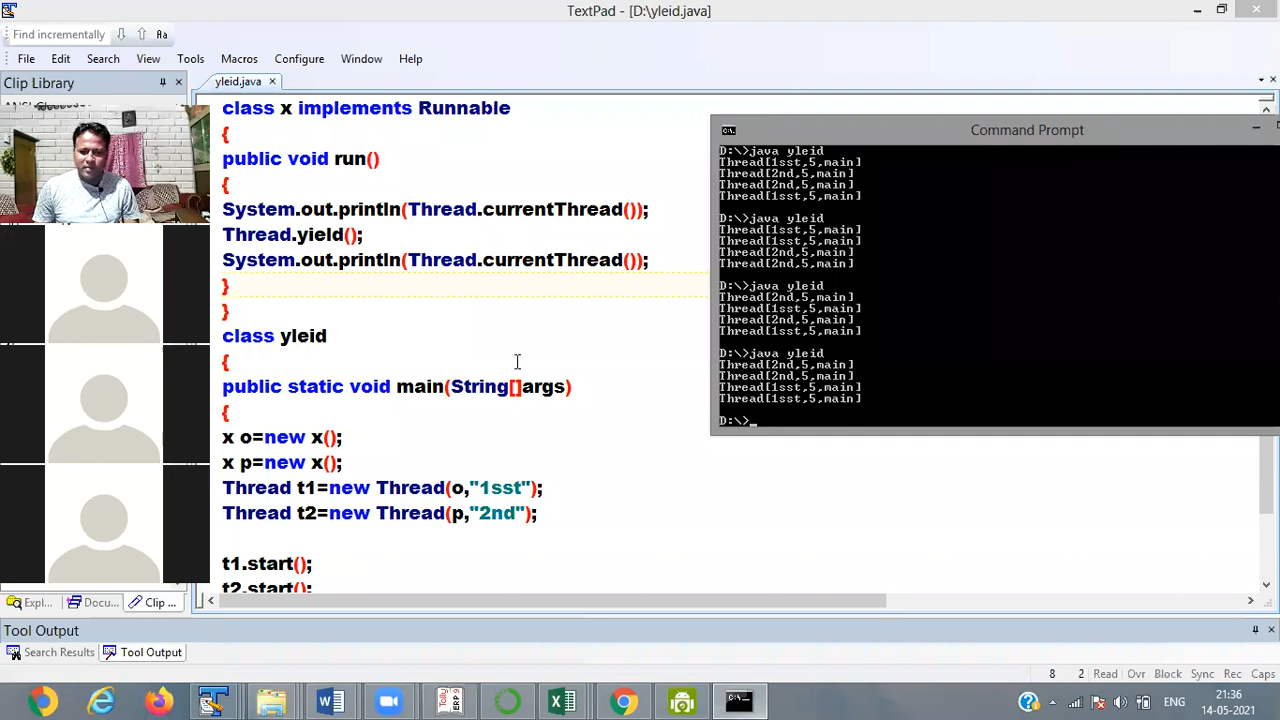 TextPad - [D:\yleid.java]
Find incrementally
File Edit Search View Tools Macros Configure Window Help
Clip Library
yleid.java
class x implements Runnable
{
public void run()
{
System.out.println(Thread.currentThread());
Thread.yield();
System.out.println(Thread.currentThread());
}
}
class yleid
{
public static void main(String[]args)
{
x o=new x();
x p=new x();
Thread t1=new Thread(o,"1sst");
Thread t2=new Thread(p,"2nd");
t1.start();
t2.start();
Command Prompt
D:\>java yleid
Thread[1sst,5,main]
Thread[2nd,5,main]
Thread[2nd,5,main]
Thread[1sst,5,main]
D:\>java yleid
Thread[1sst,5,main]
Thread[1sst,5,main]
Thread[2nd,5,main]
Thread[2nd,5,main]
D:\>java yleid
Thread[2nd,5,main]
Thread[1sst,5,main]
Thread[2nd,5,main]
Thread[1sst,5,main]
D:\>java yleid
Thread[2nd,5,main]
Thread[2nd,5,main]
Thread[1sst,5,main]
Thread[1sst,5,main]
D:\>_
Expl... Docu... Clip ...
Tool Output
Search Results Tool Output
8 2 Read Ovr Block Sync Rec Caps
ENG
21:36
14-05-2021